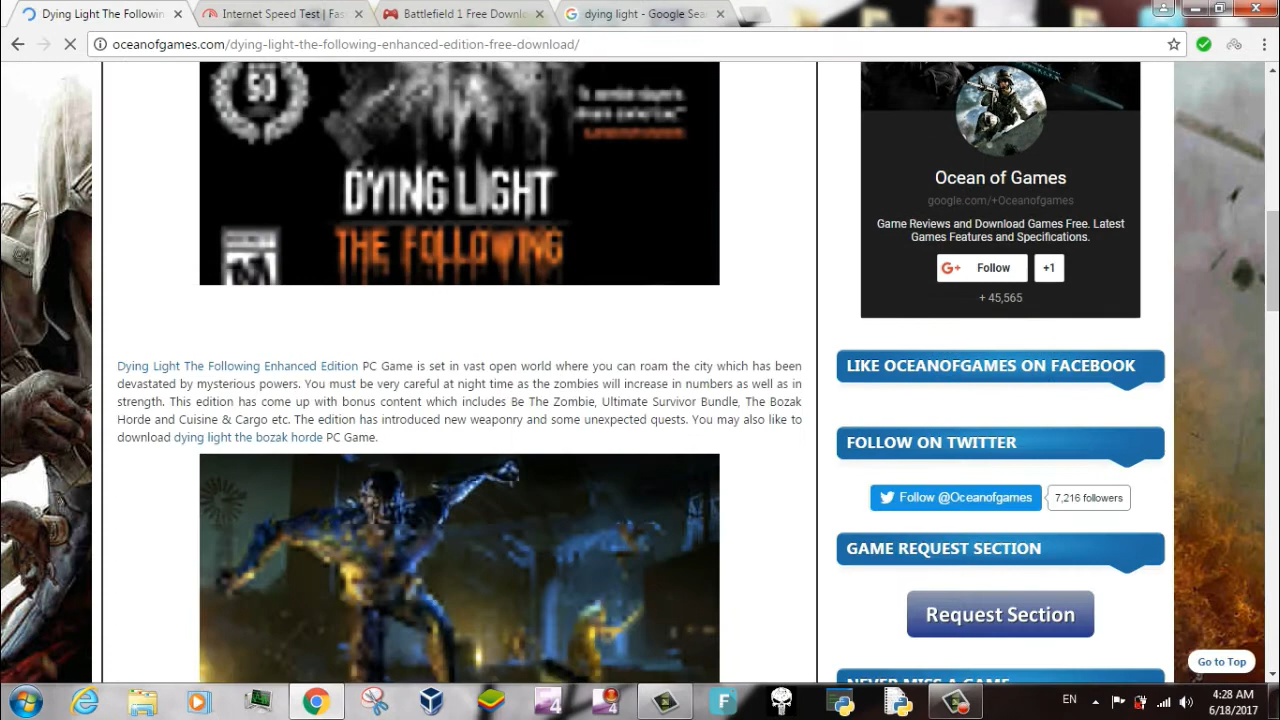 Dying Light The Followin
Internet Speed Test | Fas
Battlefield 1 Free Downlo
dying light - Google Sea
oceanofgames.com/dying-light-the-following-enhanced-edition-free-download/
DYING LIGHT
THE FOLLOWING
Dying Light The Following Enhanced Edition PC Game is set in vast open world where you can roam the city which has been
devastated by mysterious powers. You must be very careful at night time as the zombies will increase in numbers as well as in
strength. This edition has come up with bonus content which includes Be The Zombie, Ultimate Survivor Bundle, The Bozak
Horde and Cuisine & Cargo etc. The edition has introduced new weaponry and some unexpected quests. You may also like to
download dying light the bozak horde PC Game.
Ocean of Games
google.com/+Oceanofgames
Game Reviews and Download Games Free. Latest
Games Features and Specifications.
G+ Follow +1
+ 45,565
LIKE OCEANOFGAMES ON FACEBOOK
FOLLOW ON TWITTER
Follow @Oceanofgames 7,216 followers
GAME REQUEST SECTION
Request Section
Go to Top
NEVER MISS A GAME
EN
4:28 AM
6/18/2017